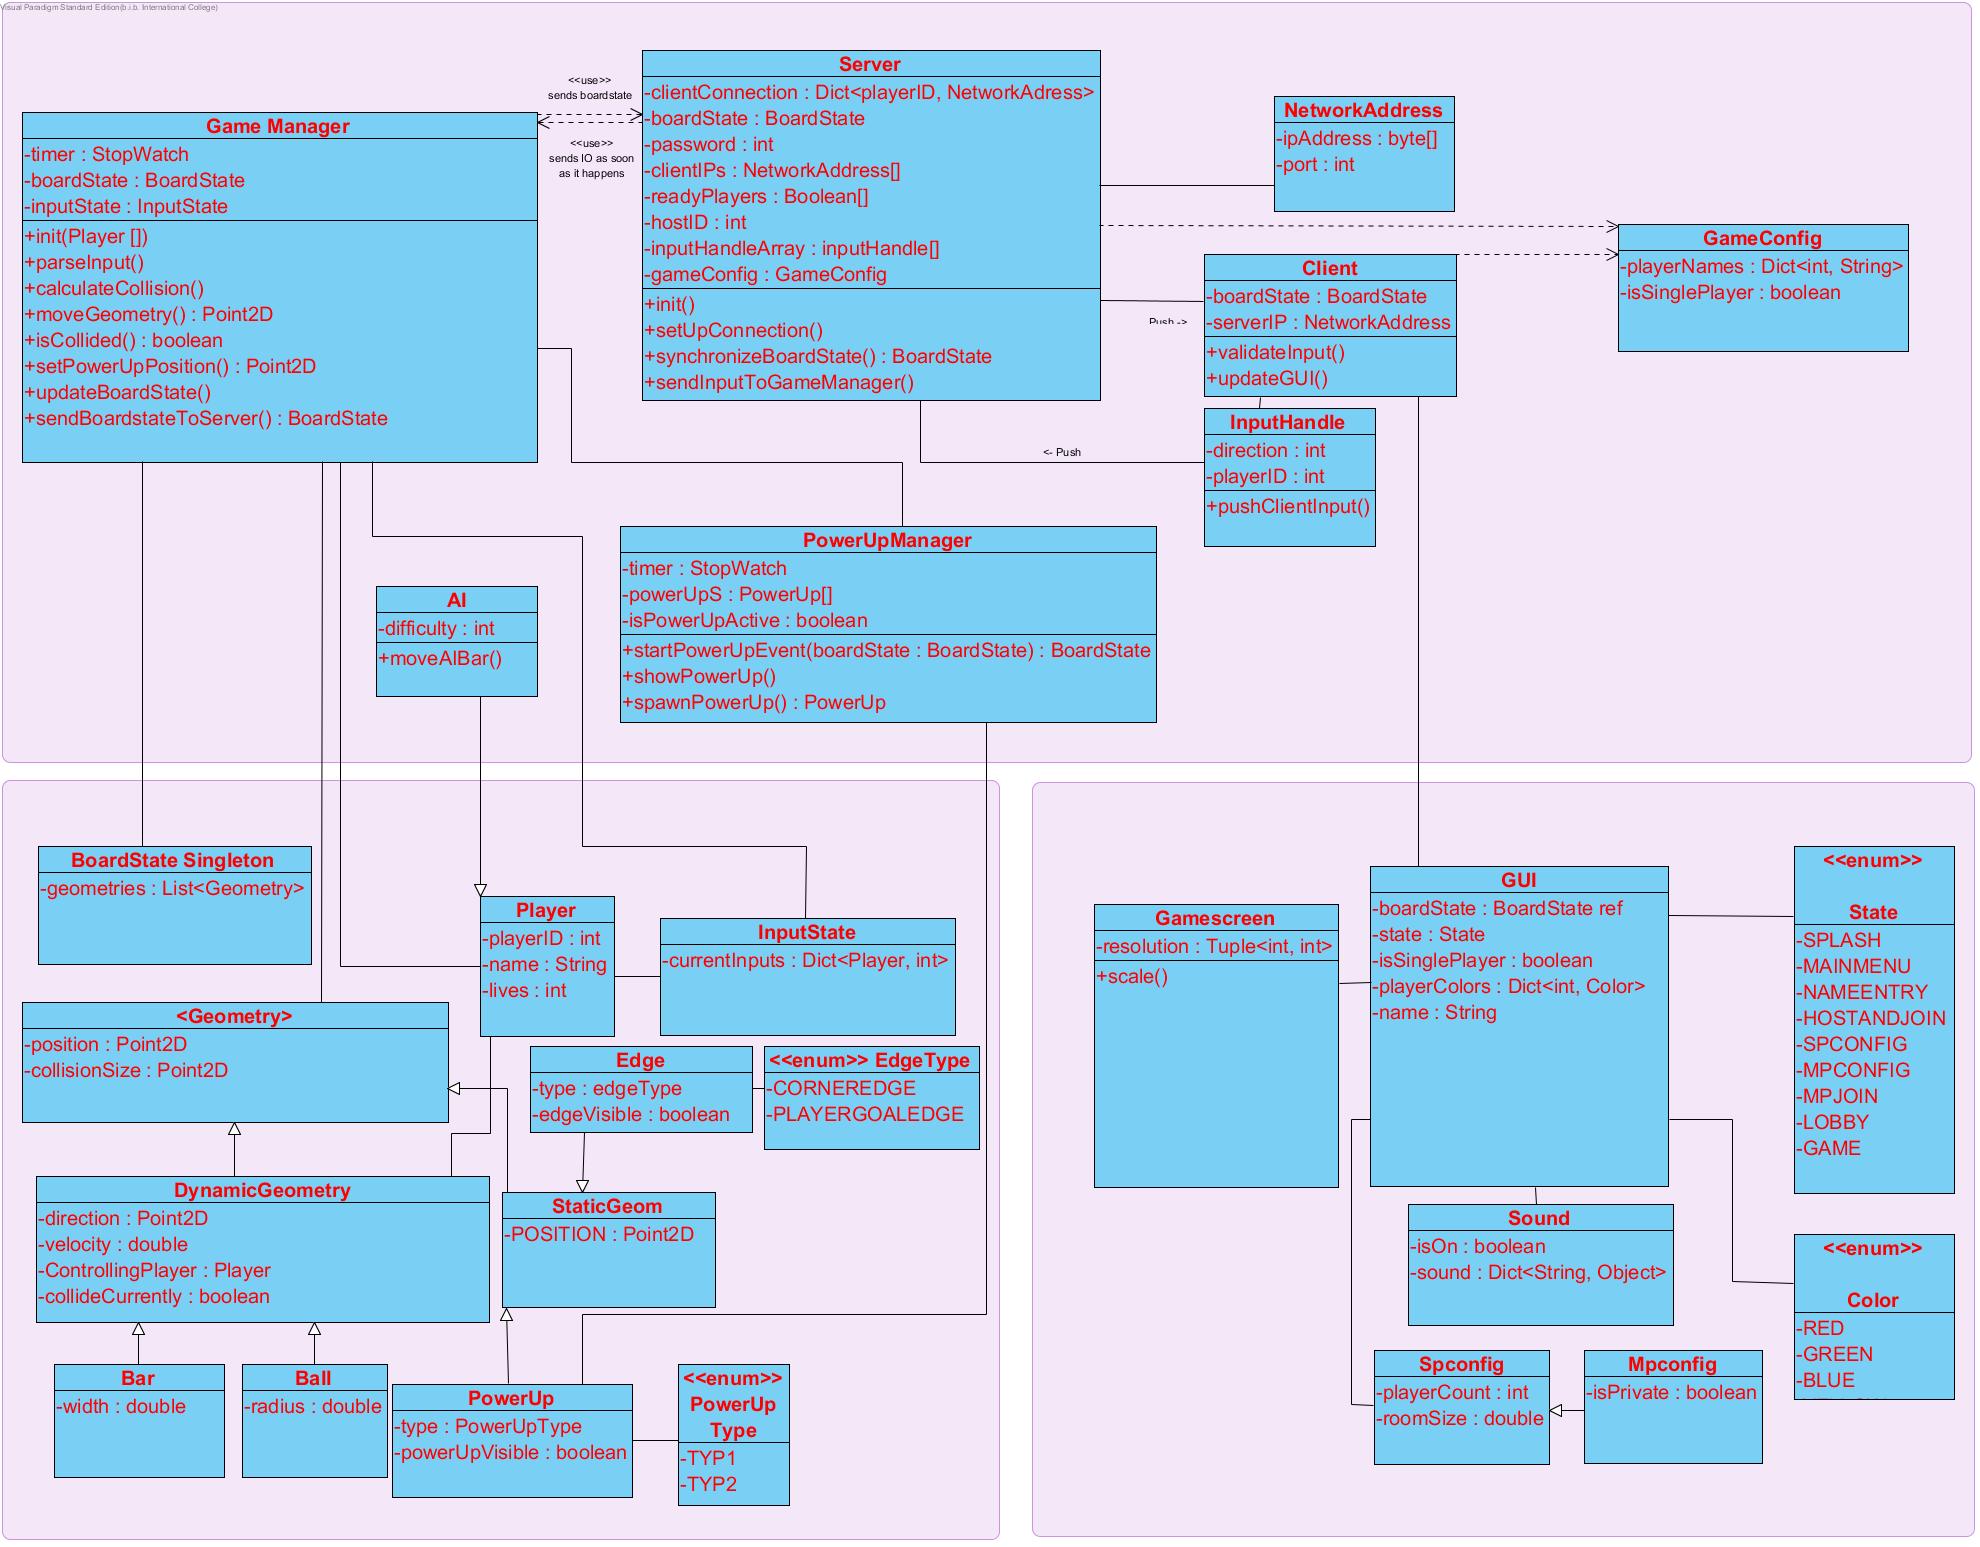 Visual Paradigm Standard Edition(b.i.b. International College)
<<use>>
sends boardstate
<<use>>
sends IO as soon
as it happens
Game Manager
-timer : StopWatch
-boardState : BoardState
-inputState : InputState
+init(Player [])
+parseInput()
+calculateCollision()
+moveGeometry() : Point2D
+isCollided() : boolean
+setPowerUpPosition() : Point2D
+updateBoardState()
+sendBoardstateToServer() : BoardState
Server
-clientConnection : Dict<playerID, NetworkAdress>
-boardState : BoardState
-password : int
-clientIPs : NetworkAddress[]
-readyPlayers : Boolean[]
-hostID : int
-inputHandleArray : inputHandle[]
-gameConfig : GameConfig
+init()
+setUpConnection()
+synchronizeBoardState() : BoardState
+sendInputToGameManager()
NetworkAddress
-ipAddress : byte[]
-port : int
GameConfig
-playerNames : Dict<int, String>
-isSinglePlayer : boolean
Client
-boardState : BoardState
-serverIP : NetworkAddress
+validateInput()
+updateGUI()
Push ->
<- Push
InputHandle
-direction : int
-playerID : int
+pushClientInput()
PowerUpManager
-timer : StopWatch
-powerUpS : PowerUp[]
-isPowerUpActive : boolean
+startPowerUpEvent(boardState : BoardState) : BoardState
+showPowerUp()
+spawnPowerUp() : PowerUp
AI
-difficulty : int
+moveAIBar()
BoardState Singleton
-geometries : List<Geometry>
Player
-playerID : int
-name : String
-lives : int
InputState
-currentInputs : Dict<Player, int>
<Geometry>
-position : Point2D
-collisionSize : Point2D
Edge
-type : edgeType
-edgeVisible : boolean
<<enum>> EdgeType
-CORNEREDGE
-PLAYERGOALEDGE
DynamicGeometry
-direction : Point2D
-velocity : double
-ControllingPlayer : Player
-collideCurrently : boolean
StaticGeom
-POSITION : Point2D
Bar
-width : double
Ball
-radius : double
PowerUp
-type : PowerUpType
-powerUpVisible : boolean
<<enum>>
PowerUp
Type
-TYP1
-TYP2
Gamescreen
-resolution : Tuple<int, int>
+scale()
GUI
-boardState : BoardState ref
-state : State
-isSinglePlayer : boolean
-playerColors : Dict<int, Color>
-name : String
<<enum>>
State
-SPLASH
-MAINMENU
-NAMEENTRY
-HOSTANDJOIN
-SPCONFIG
-MPCONFIG
-MPJOIN
-LOBBY
-GAME
Sound
-isOn : boolean
-sound : Dict<String, Object>
<<enum>>
Color
-RED
-GREEN
-BLUE
Spconfig
-playerCount : int
-roomSize : double
Mpconfig
-isPrivate : boolean